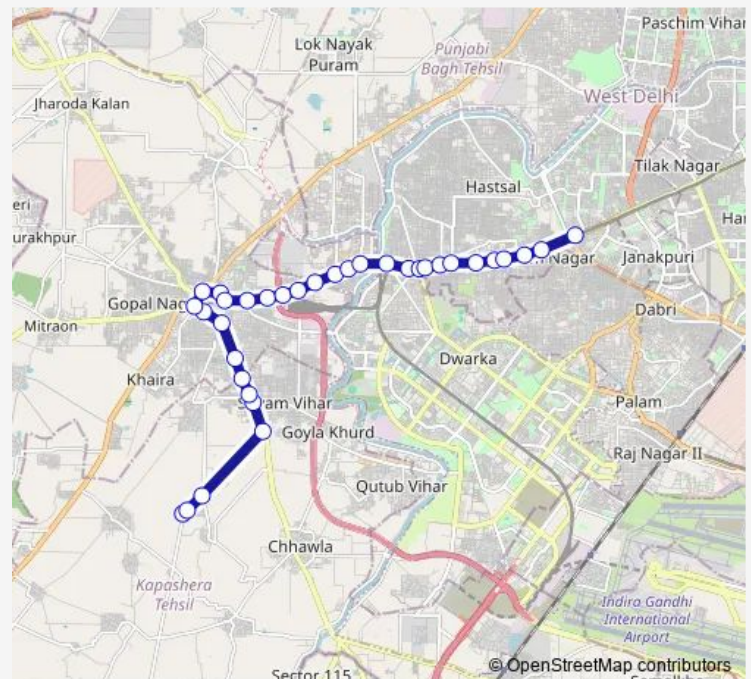 Paschim Vihar
Lok Nayak
Puram
Punjabi
Bagh Tehsil
West Delhi
Jharoda Kalan
Tilak Nagar
Hastsal
eri
urakhpur
Nagar
Janakpuri
Gopal Nag
Dabri
Mitraon
Dwarka
Khaira
am Vihar
Palam
Goyla Khurd
Raj Nagar II
Qutub Vihar
Chhawla
Kapashera
Tehsil
Indira Gandhi
International
Airport
© OpenStreetMap contributors
Sector 115